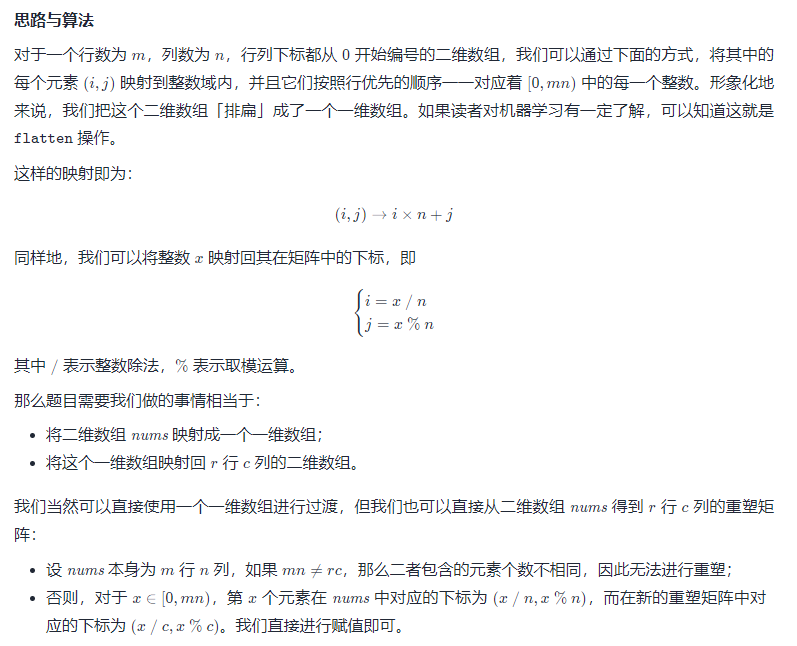 思路与算法
对于一个行数为 m，列数为 n，行列下标都从 0 开始编号的二维数组，我们可以通过下面的方式，将其中的
每个元素 (i, j) 映射到整数域内，并且它们按照行优先的顺序一一对应着 [0, mn) 中的每一个整数。形象化地
来说，我们把这个二维数组「排扁」成了一个一维数组。如果读者对机器学习有一定了解，可以知道这就是
flatten 操作。
这样的映射即为：
(i, j) → i × n + j
同样地，我们可以将整数 x 映射回其在矩阵中的下标，即
{ i = x / n
j = x % n
其中 / 表示整数除法，% 表示取模运算。
那么题目需要我们做的事情相当于：
• 将二维数组 nums 映射成一个一维数组；
• 将这个一维数组映射回 r 行 c 列的二维数组。
我们当然可以直接使用一个一维数组进行过渡，但我们也可以直接从二维数组 nums 得到 r 行 c 列的重塑矩
阵：
• 设 nums 本身为 m 行 n 列，如果 mn ≠ rc，那么二者包含的元素个数不相同，因此无法进行重塑；
• 否则，对于 x ∈ [0, mn)，第 x 个元素在 nums 中对应的下标为 (x / n, x % n)，而在新的重塑矩阵中对
应的下标为 (x / c, x % c)。我们直接进行赋值即可。